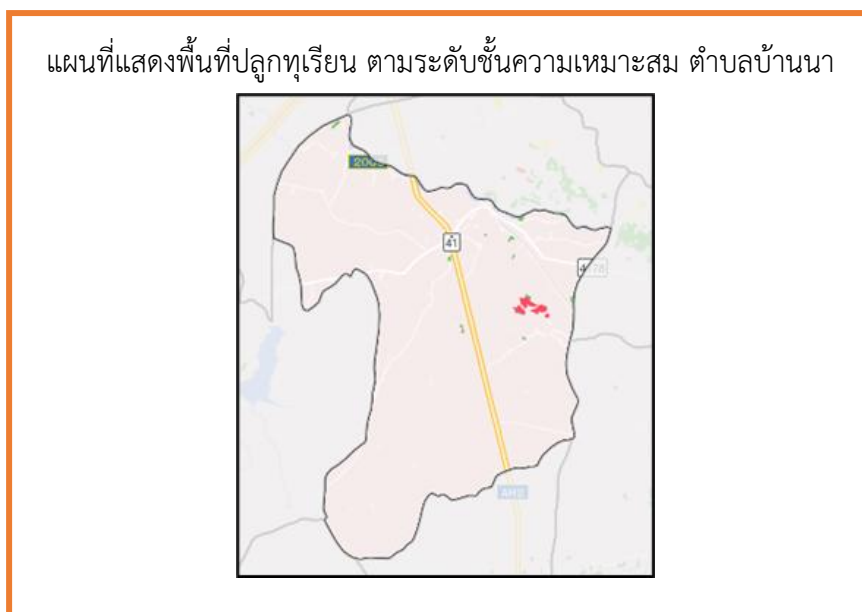 แผนที่แสดงพื้นที่ปลูกทุเรียน ตามระดับชั้นความเหมาะสม ตำบลบ้านนา
41